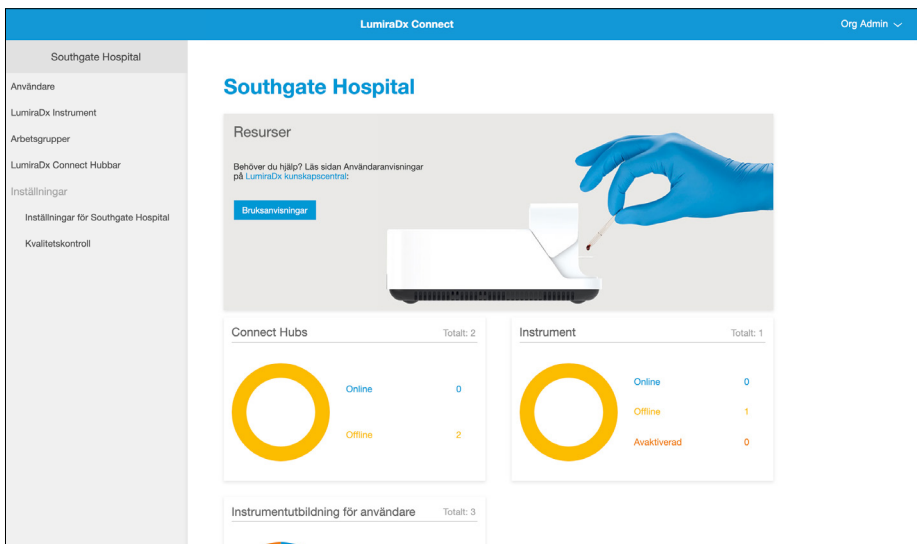 LumiraDx Connect
Org Admin
Southgate Hospital
Användare
LumiraDx Instrument
Arbetsgrupper
LumiraDx Connect Hubbar
Inställningar
Inställningar för Southgate Hospital
Kvalitetskontroll
Southgate Hospital
Resurser
Behöver du hjälp? Läs sidan Användaranvisningar
på LumiraDx kunskapscentral:
Bruksanvisningar
Connect Hubs Totalt: 2
Online 0
Offline 2
Instrument Totalt: 1
Online 0
Offline 1
Avaktiverad 0
Instrumentutbildning för användare Totalt: 3